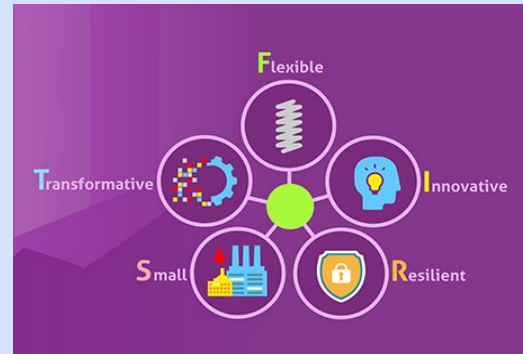 Flexible
Innovative
Resilient
Small
Transformative